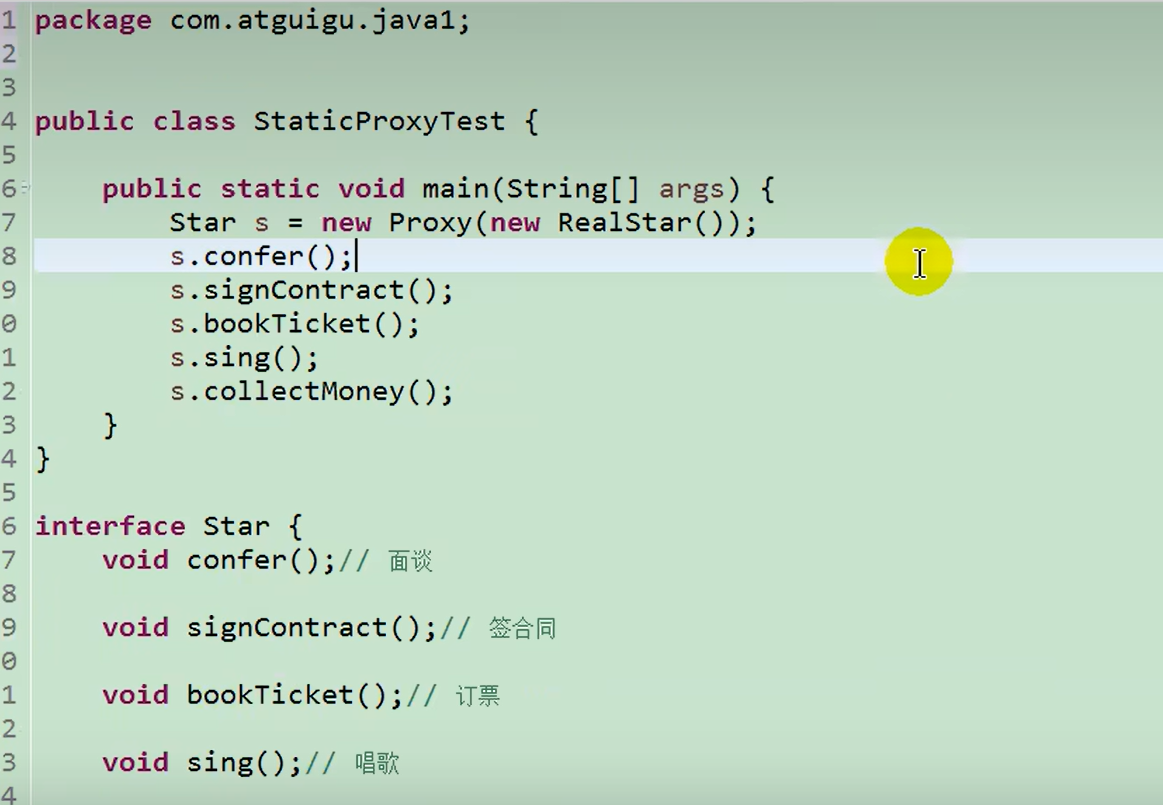 1 package com.atguigu.java1;
2
3
4 public class StaticProxyTest {
5
6 public static void main(String[] args) {
7 Star s = new Proxy(new RealStar());
8 s.confer();
9 s.signContract();
0 s.bookTicket();
1 s.sing();
2 s.collectMoney();
3 }
4 }
5
6 interface Star {
7 void confer();// 面谈
8
9 void signContract();// 签合同
0
1 void bookTicket();// 订票
2
3 void sing();// 唱歌
4